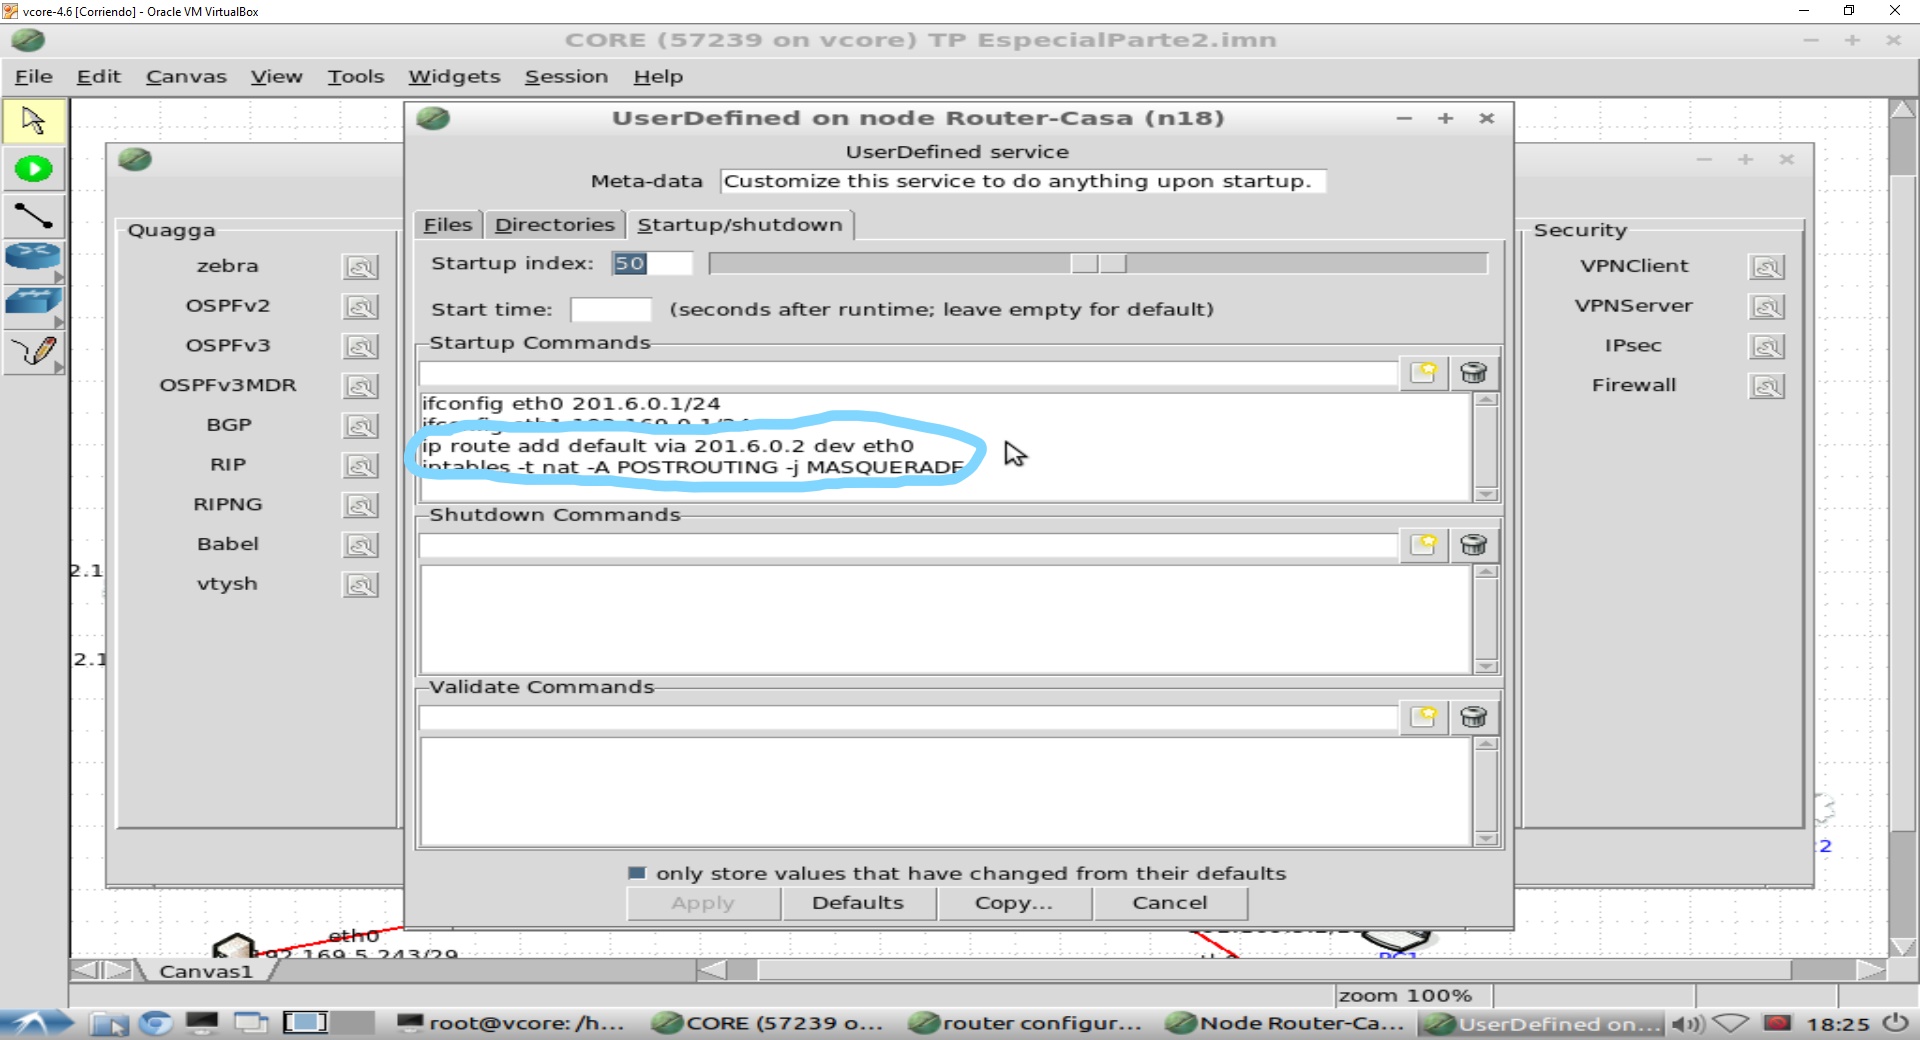 vcore-4.6 [Corriendo] - Oracle VM VirtualBox
CORE (57239 on vcore) TP EspecialParte2.imn
File Edit Canvas View Tools Widgets Session Help
UserDefined on node Router-Casa (n18)
UserDefined service
Meta-data Customize this service to do anything upon startup.
Files Directories Startup/shutdown
Startup index: 50
Start time: (seconds after runtime; leave empty for default)
Startup Commands
ifconfig eth0 201.6.0.1/24
ifconfig eth1
ip route add default via 201.6.0.2 dev eth0
iptables -t nat -A POSTROUTING -j MASQUERADE
Shutdown Commands
Validate Commands
only store values that have changed from their defaults
Apply Defaults Copy... Cancel
Quagga
zebra
OSPFv2
OSPFv3
OSPFv3MDR
BGP
RIP
RIPNG
Babel
vtysh
Security
VPNClient
VPNServer
IPsec
Firewall
2.1
2.1
:2
eth0
92.169.5.243/29
PC1
Canvas1
zoom 100%
root@vcore: /h...
CORE (57239 o...
router configur...
Node Router-Ca...
UserDefined on...
18:25